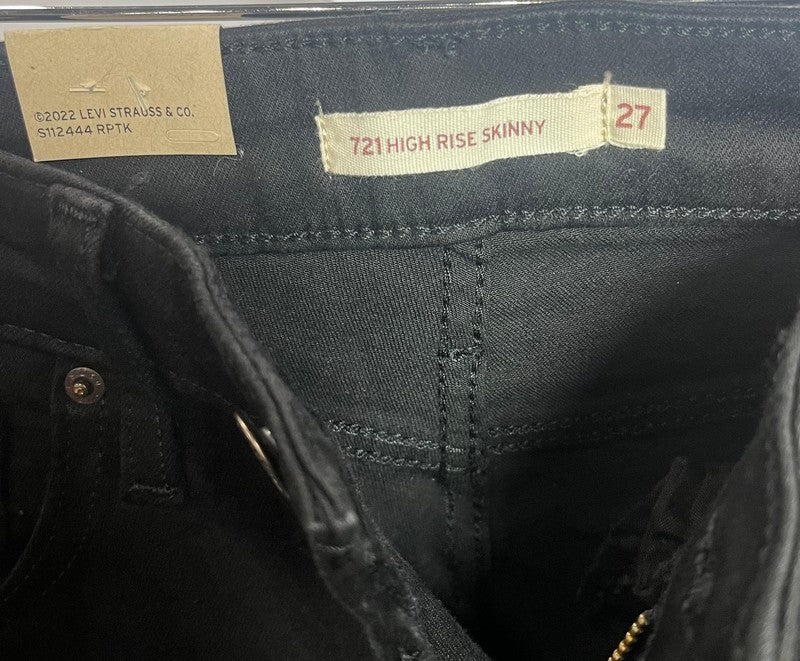 ©2022 LEVI STRAUSS & CO.
S112444 RPTK
721 HIGH RISE SKINNY
27